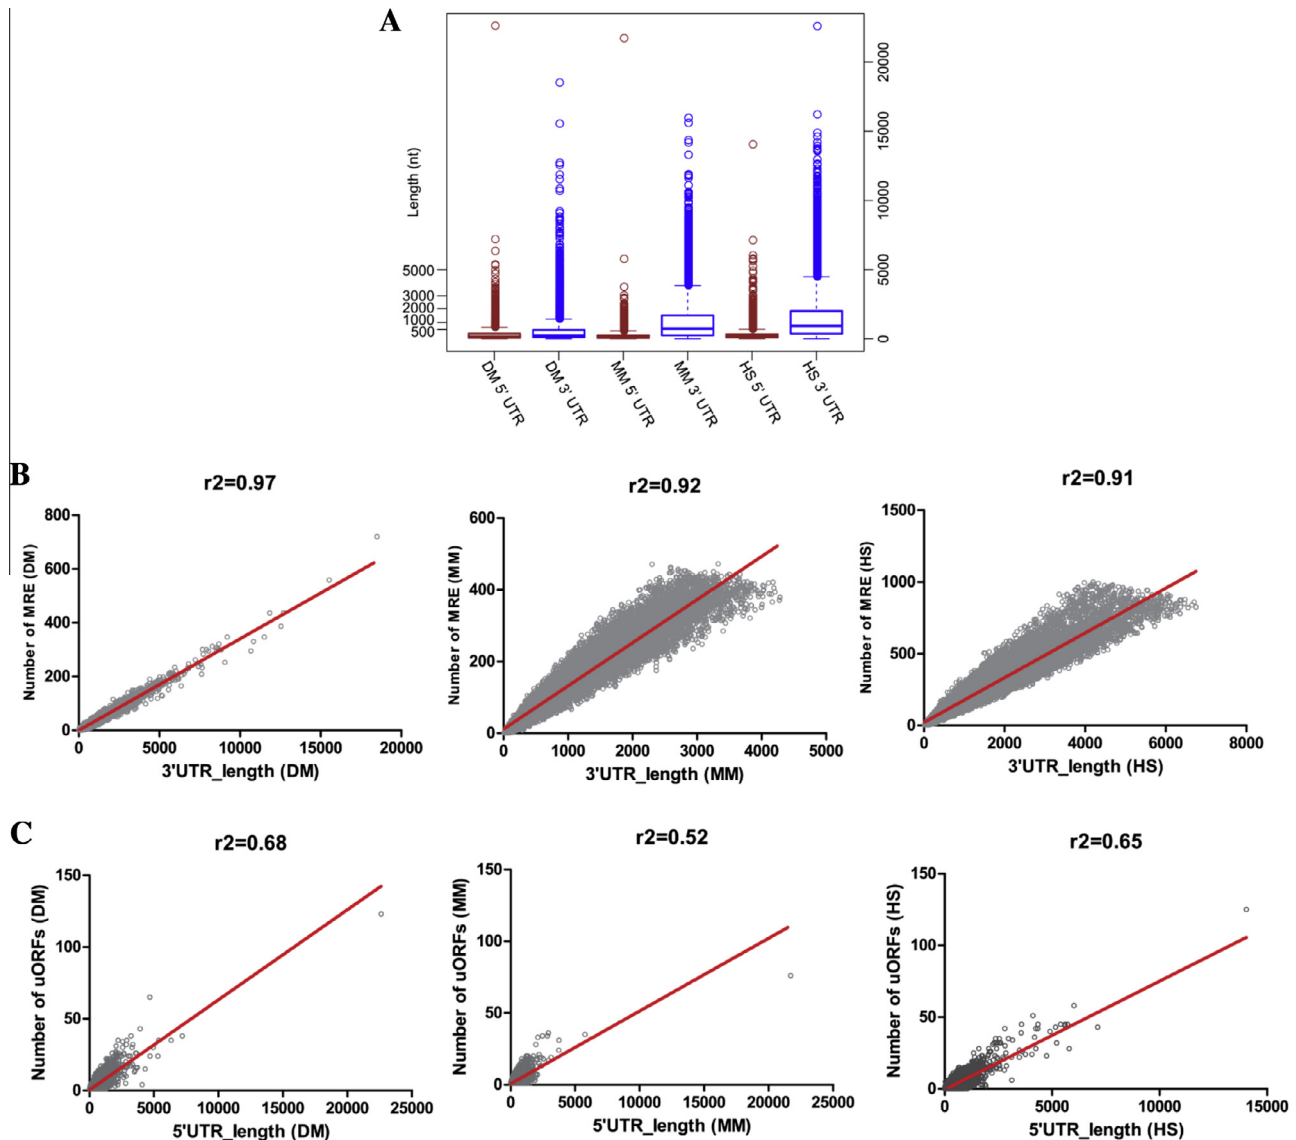 A
Length (nt)
5000
3000
2000
1000
500
20000
15000
10000
5000
0
DM 5' UTR
DM 3' UTR
MM 5' UTR
MM 3' UTR
HS 5' UTR
HS 3' UTR
B
r2=0.97
Number of MRE (DM)
800
600
400
200
0
0 5000 10000 15000 20000
3'UTR_length (DM)
r2=0.92
Number of MRE (MM)
600
400
200
0
0 1000 2000 3000 4000 5000
3'UTR_length (MM)
r2=0.91
Number of MRE (HS)
1500
1000
500
0
0 2000 4000 6000 8000
3'UTR_length (HS)
C
r2=0.68
Number of uORFs (DM)
150
100
50
0
0 5000 10000 15000 20000 25000
5'UTR_length (DM)
r2=0.52
Number of uORFs (MM)
150
100
50
0
0 5000 10000 15000 20000 25000
5'UTR_length (MM)
r2=0.65
Number of uORFs (HS)
150
100
50
0
0 5000 10000 15000
5'UTR_length (HS)